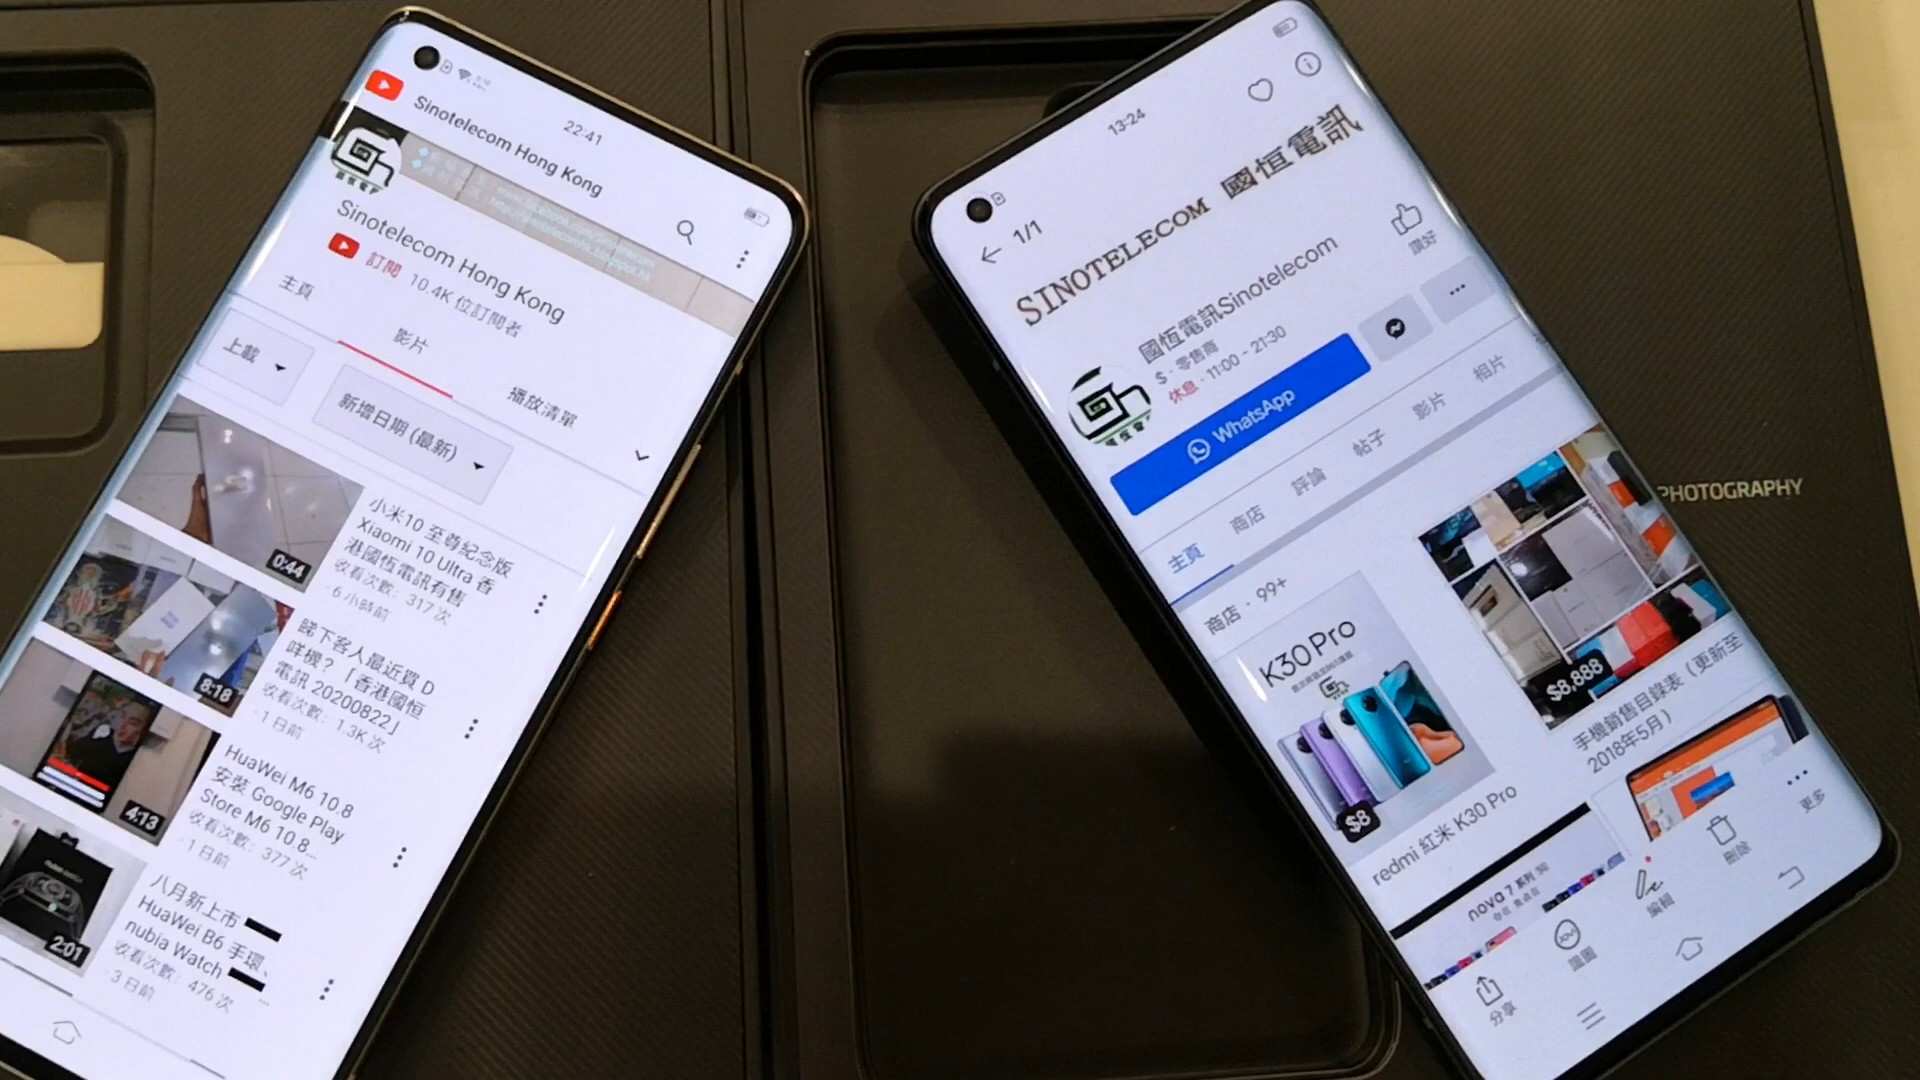 22:41
Sinotelecom Hong Kong
Sinotelecom Hong Kong
訂閱 10.4K 位訂閱者
主頁
影片
播放清單
上載
新增日期 (最新)
0:44
小米10 至尊紀念版
Xiaomi 10 Ultra 香
港國恆電訊有售
收看次數：317 次
· 6 小時前
8:18
睇下客人最近買 D
咩機？「香港國恒
電訊 20200822」
收看次數：1.3K 次
· 1 日前
4:13
HuaWei M6 10.8
安裝 Google Play
Store M6 10.8...
收看次數：377 次
· 1 日前
2:01
八月新上市
HuaWei B6 手環、
nubia Watch
...
收看次數：476 次
· 3 日前
13:24
1/1
SINOTELECOM 國恒電訊
國恆電訊Sinotelecom
讚好
$ · 零售商
休息 · 11:00 - 21:30
WhatsApp
主頁
商店
評論
帖子
影片
相片
商店 · 99+
K30 Pro
$8
redmi 紅米 K30 Pro
$8,888
手機銷售目錄表（更新至
2018年5月）
nova 7 系列 5G
分享
識圖
編輯
刪除
更多
PHOTOGRAPHY